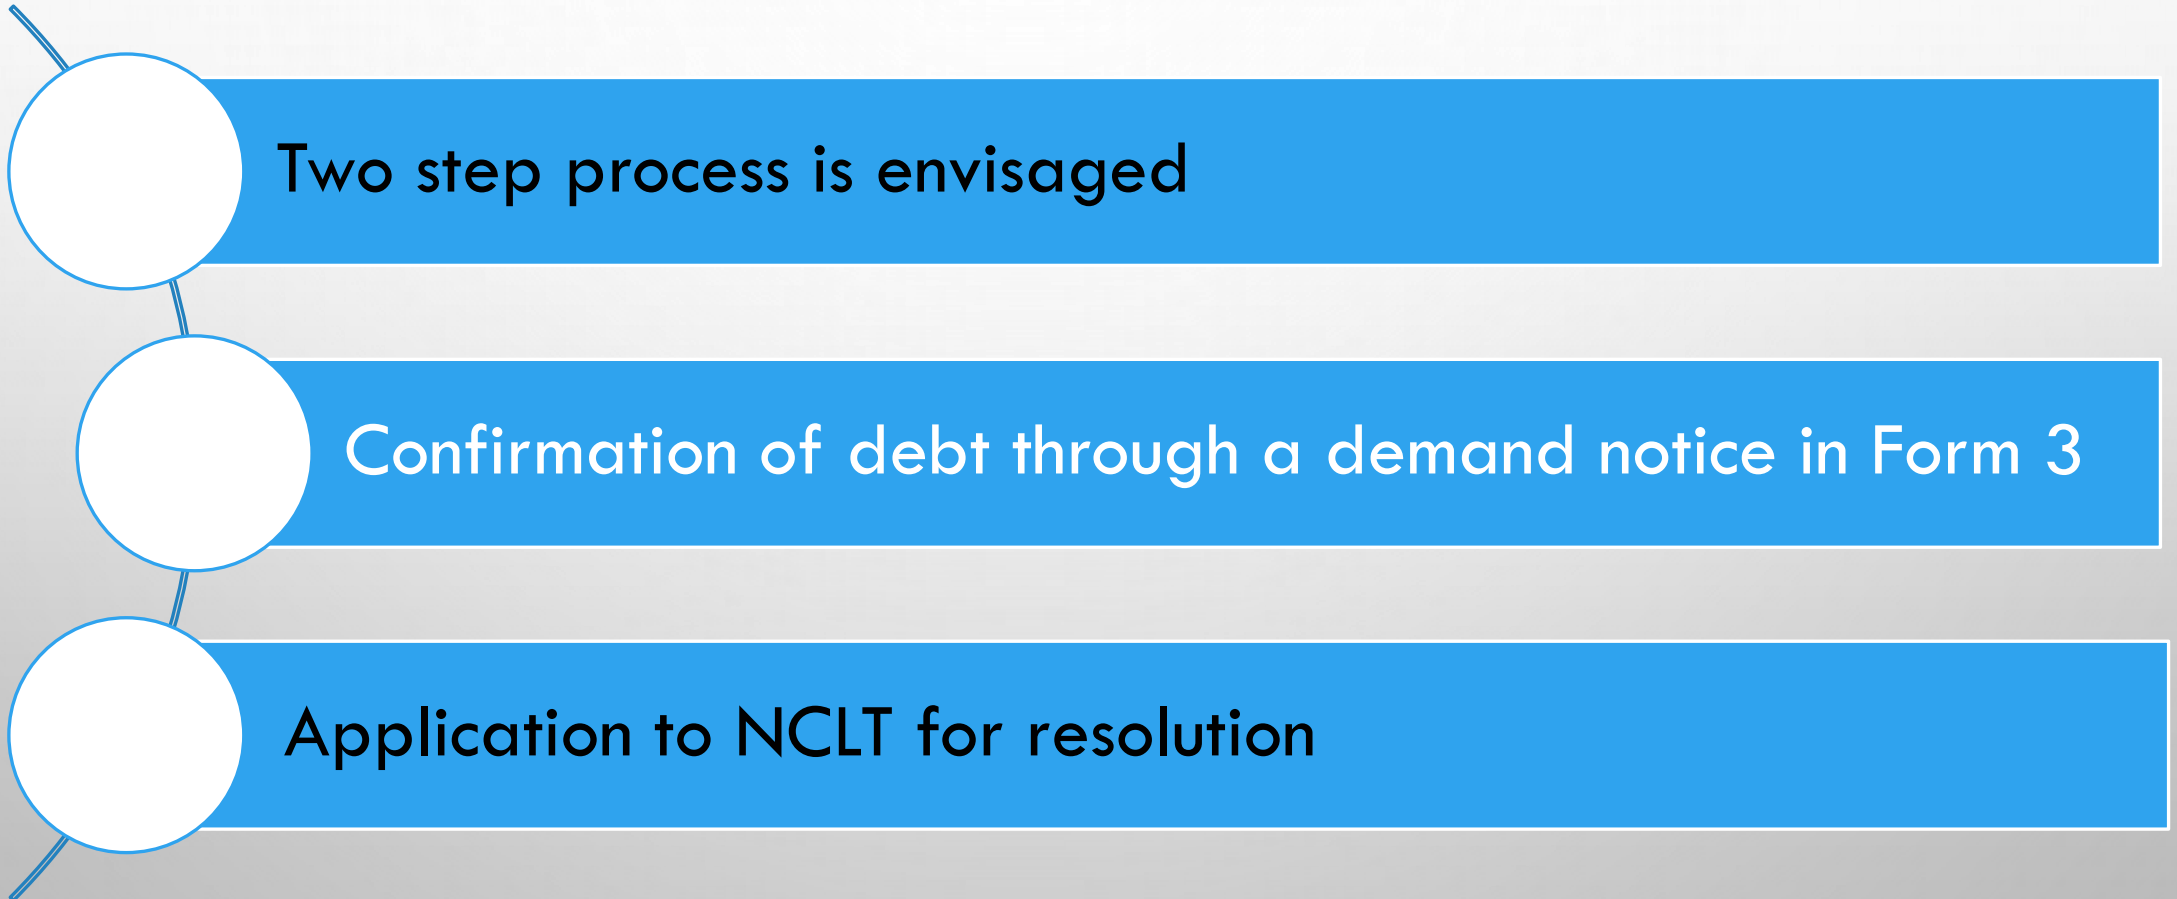 Two step process is envisaged
Confirmation of debt through a demand notice in Form 3
Application to NCLT for resolution